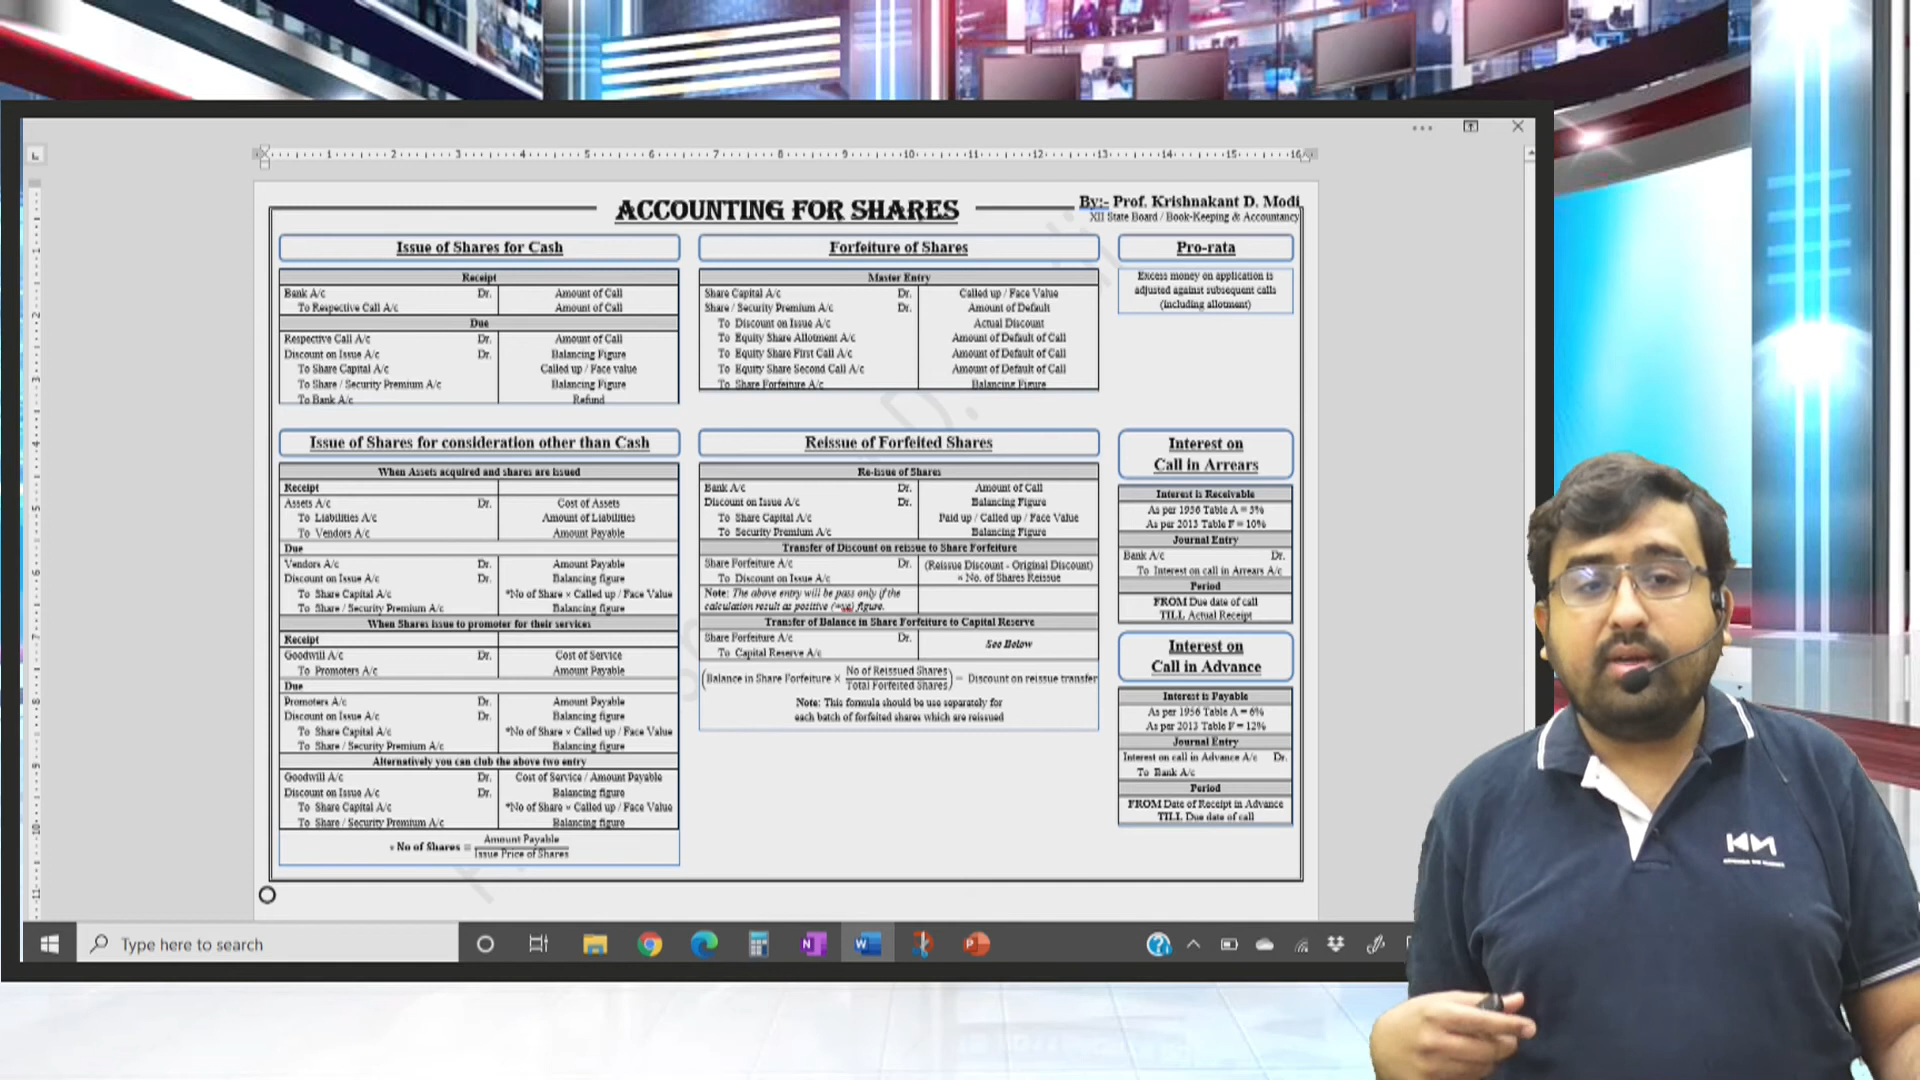 ACCOUNTING FOR SHARES
By:- Prof. Krishnakant D. Modi
XII State Board / Book-Keeping & Accountancy
Issue of Shares for Cash
Receipt
Bank A/c Dr. Amount of Call
To Respective Call A/c Amount of Call
Due
Respective Call A/c Dr. Amount of Call
Discount on Issue A/c Dr. Balancing Figure
To Share Capital A/c Called up / Face value
To Share / Security Premium A/c Balancing Figure
To Bank A/c Refund
Forfeiture of Shares
Master Entry
Share Capital A/c Dr. Called up / Face Value
Share / Security Premium A/c Dr. Amount of Default
To Discount on Issue A/c Actual Discount
To Equity Share Allotment A/c Amount of Default of Call
To Equity Share First Call A/c Amount of Default of Call
To Equity Share Second Call A/c Amount of Default of Call
To Share Forfeiture A/c Balancing Figure
Pro-rata
Excess money on application is
adjusted against subsequent calls
(including allotment)
Issue of Shares for consideration other than Cash
When Assets acquired and shares are issued
Receipt
Assets A/c Dr. Cost of Assets
To Liabilities A/c Amount of Liabilities
To Vendors A/c Amount Payable
Due
Vendors A/c Dr. Amount Payable
Discount on Issue A/c Dr. Balancing figure
To Share Capital A/c *No of Share × Called up / Face Value
To Share / Security Premium A/c Balancing figure
When Shares issue to promoter for their services
Receipt
Goodwill A/c Dr. Cost of Service
To Promoters A/c Amount Payable
Due
Promoters A/c Dr. Amount Payable
Discount on Issue A/c Dr. Balancing figure
To Share Capital A/c *No of Share × Called up / Face Value
To Share / Security Premium A/c Balancing figure
Alternatively you can club the above two entry
Goodwill A/c Dr. Cost of Service / Amount Payable
Discount on Issue A/c Dr. Balancing figure
To Share Capital A/c *No of Share × Called up / Face Value
To Share / Security Premium A/c Balancing figure
* No of Shares = Amount Payable
Issue Price of Shares
Reissue of Forfeited Shares
Re-issue of Shares
Bank A/c Dr. Amount of Call
Discount on Issue A/c Dr. Balancing Figure
To Share Capital A/c Paid up / Called up / Face Value
To Security Premium A/c Balancing Figure
Transfer of Discount on reissue to Share Forfeiture
Share Forfeiture A/c Dr. (Reissue Discount - Original Discount)
To Discount on Issue A/c × No. of Shares Reissue
Note: The above entry will be pass only if the
calculation result as positive (+ve) figure.
Transfer of Balance in Share Forfeiture to Capital Reserve
Share Forfeiture A/c Dr. See Below
To Capital Reserve A/c
(Balance in Share Forfeiture × No of Reissued Shares
Total Forfeited Shares) − Discount on reissue transfer
Note: This formula should be use separately for
each batch of forfeited shares which are reissued
Interest on
Call in Arrears
Interest is Receivable
As per 1956 Table A = 5%
As per 2013 Table F = 10%
Journal Entry
Bank A/c Dr.
To Interest on call in Arrears A/c
Period
FROM Due date of call
TILL Actual Receipt
Interest on
Call in Advance
Interest is Payable
As per 1956 Table A = 6%
As per 2013 Table F = 12%
Journal Entry
Interest on call in Advance A/c Dr.
To Bank A/c
Period
FROM Date of Receipt in Advance
TILL Due date of call
Type here to search
KM